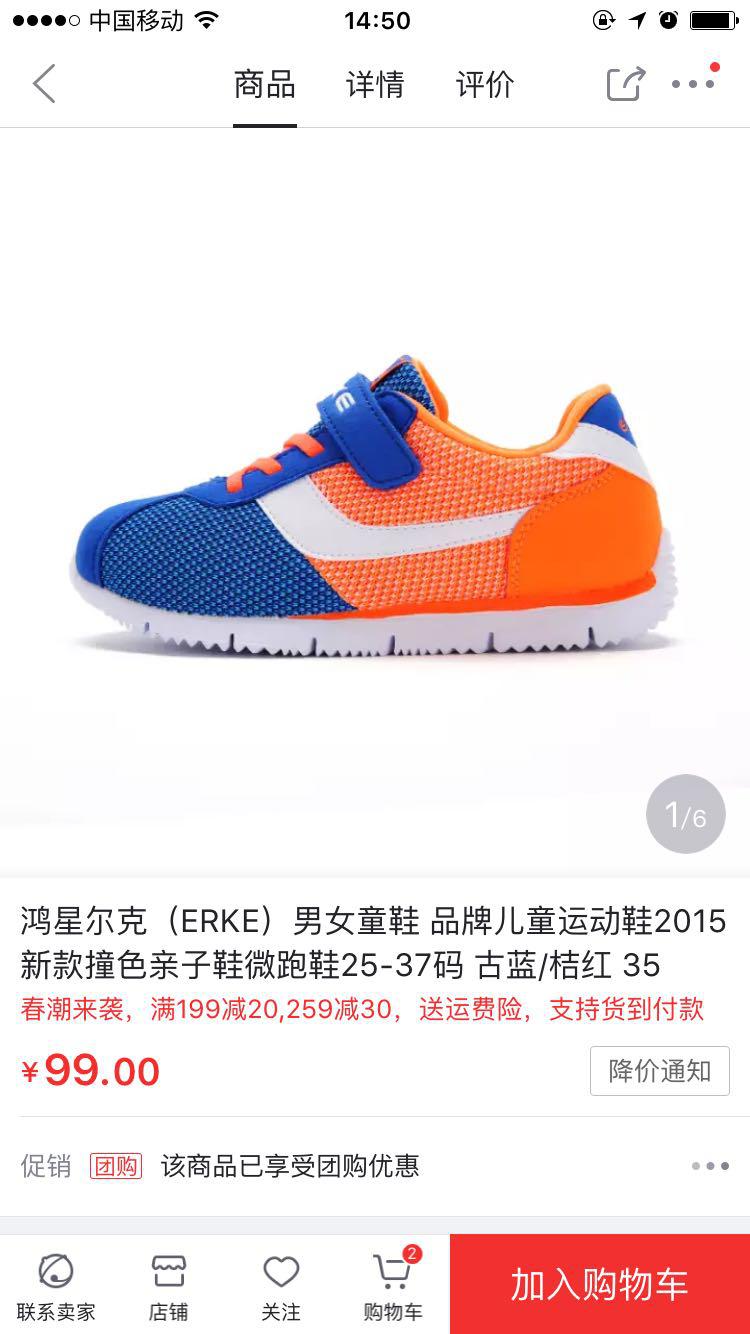 中国移动
14:50
商品
详情
评价
KE
1/6
鸿星尔克（ERKE）男女童鞋 品牌儿童运动鞋2015
新款撞色亲子鞋微跑鞋25-37码 古蓝/桔红 35
春潮来袭，满199减20,259减30，送运费险，支持货到付款
¥99.00
降价通知
促销
团购
该商品已享受团购优惠
2
联系卖家
店铺
关注
购物车
加入购物车